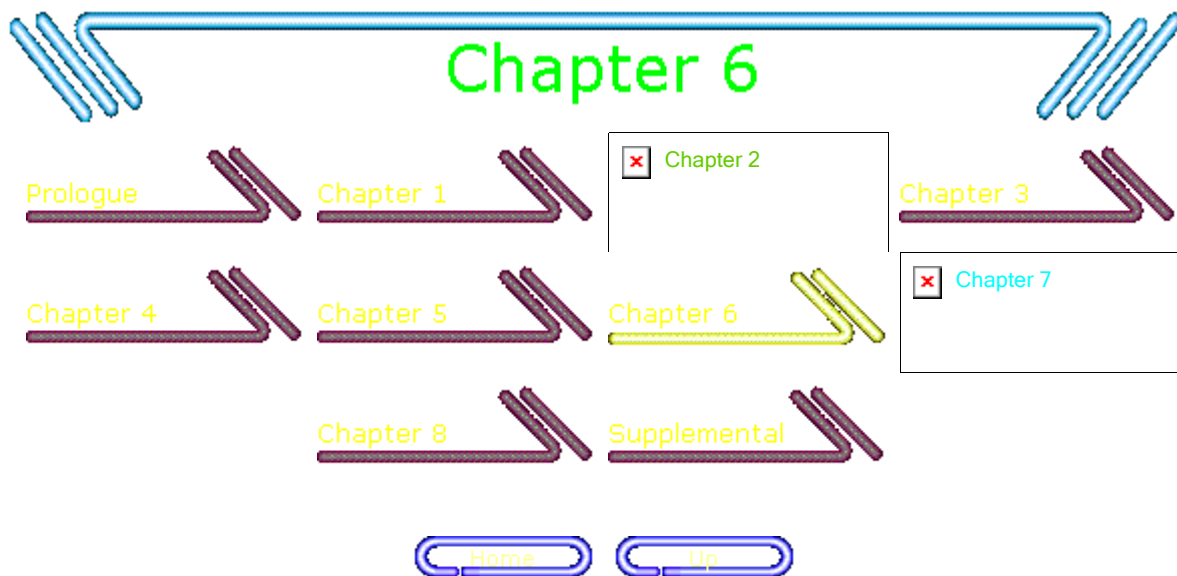 Chapter 6
Prologue
Chapter 1
Chapter 2
Chapter 3
Chapter 4
Chapter 5
Chapter 6
Chapter 7
Chapter 8
Supplemental
Home
Up